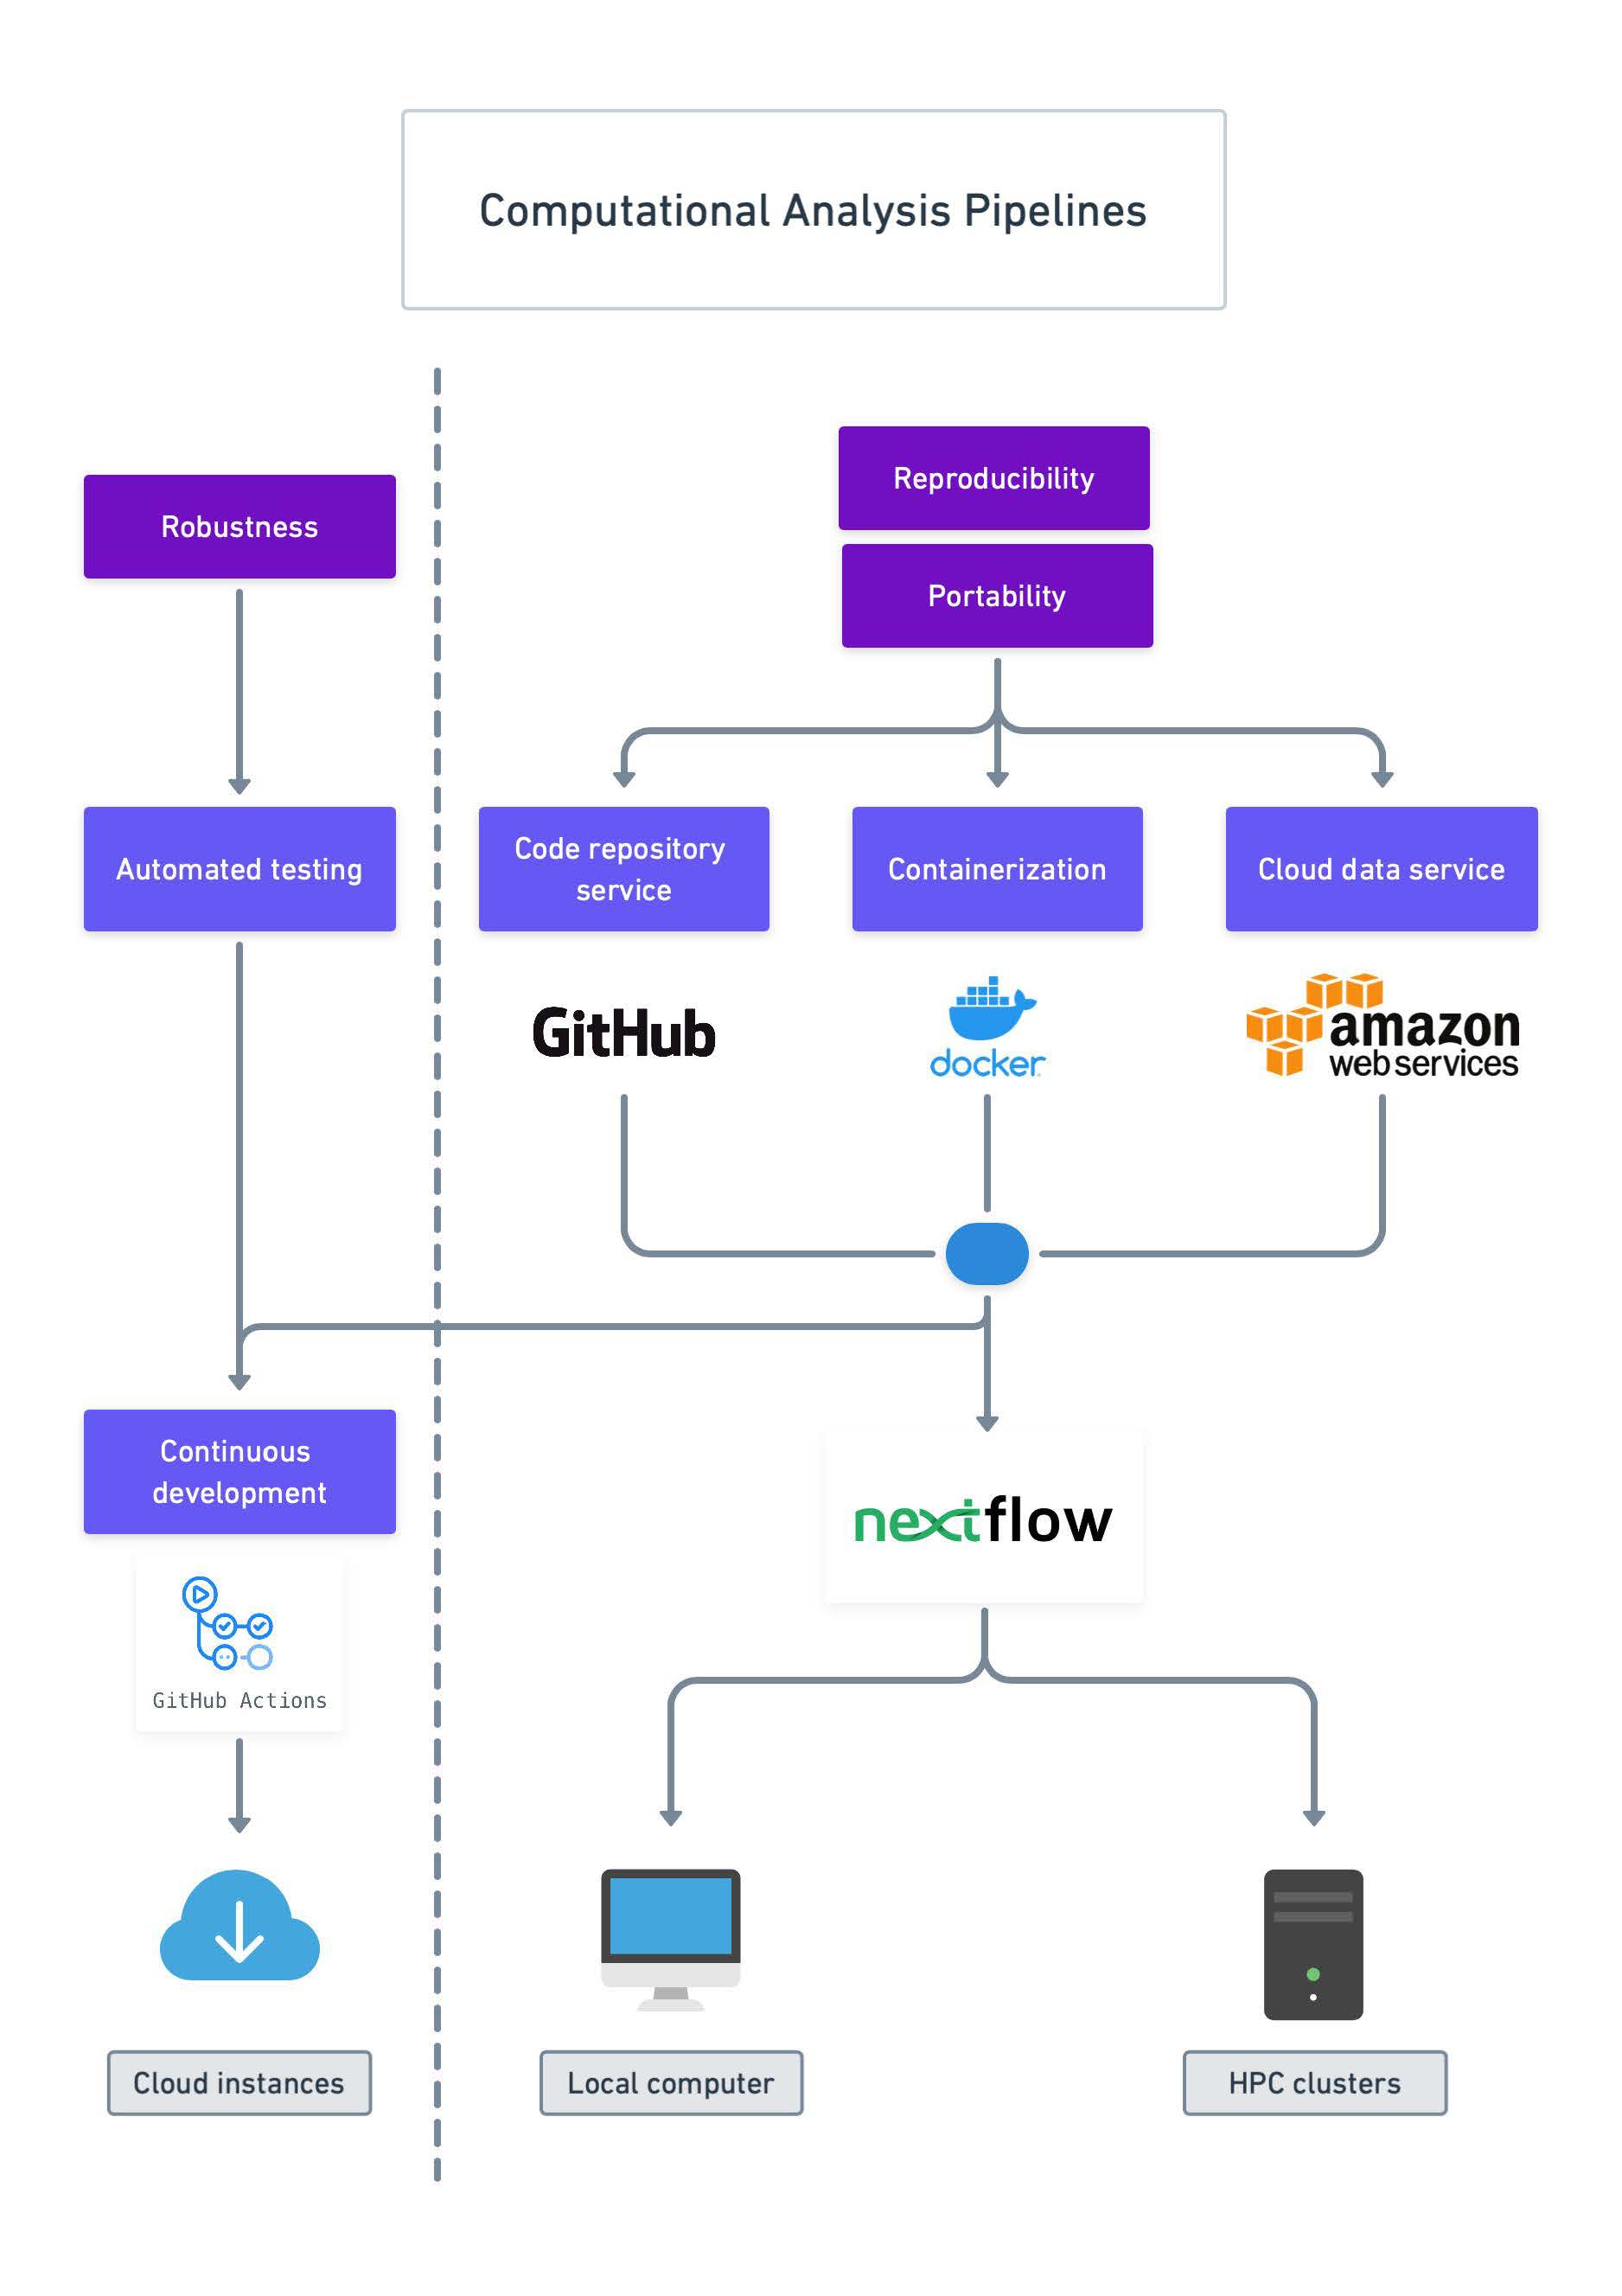 Computational Analysis Pipelines
Robustness
Reproducibility
Portability
Automated testing
Code repository
service
Containerization
Cloud data service
GitHub
docker
amazon
web services
Continuous
development
nextflow
GitHub Actions
Cloud instances
Local computer
HPC clusters